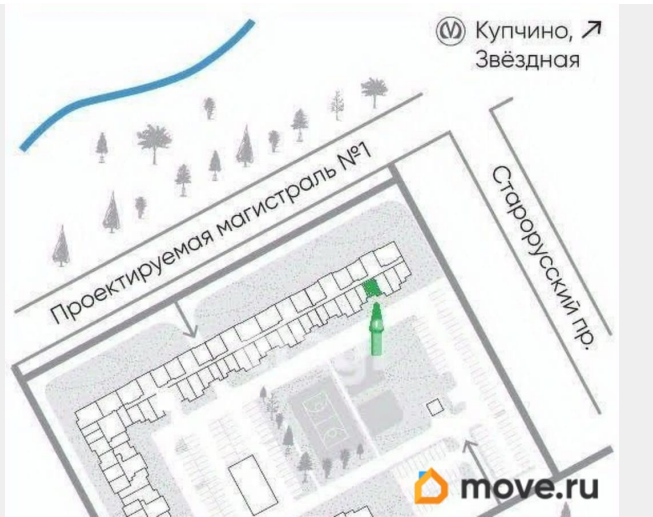 Купчино,
Звёздная
Проектируемая магистраль №1
Старорусский пр.
move.ru